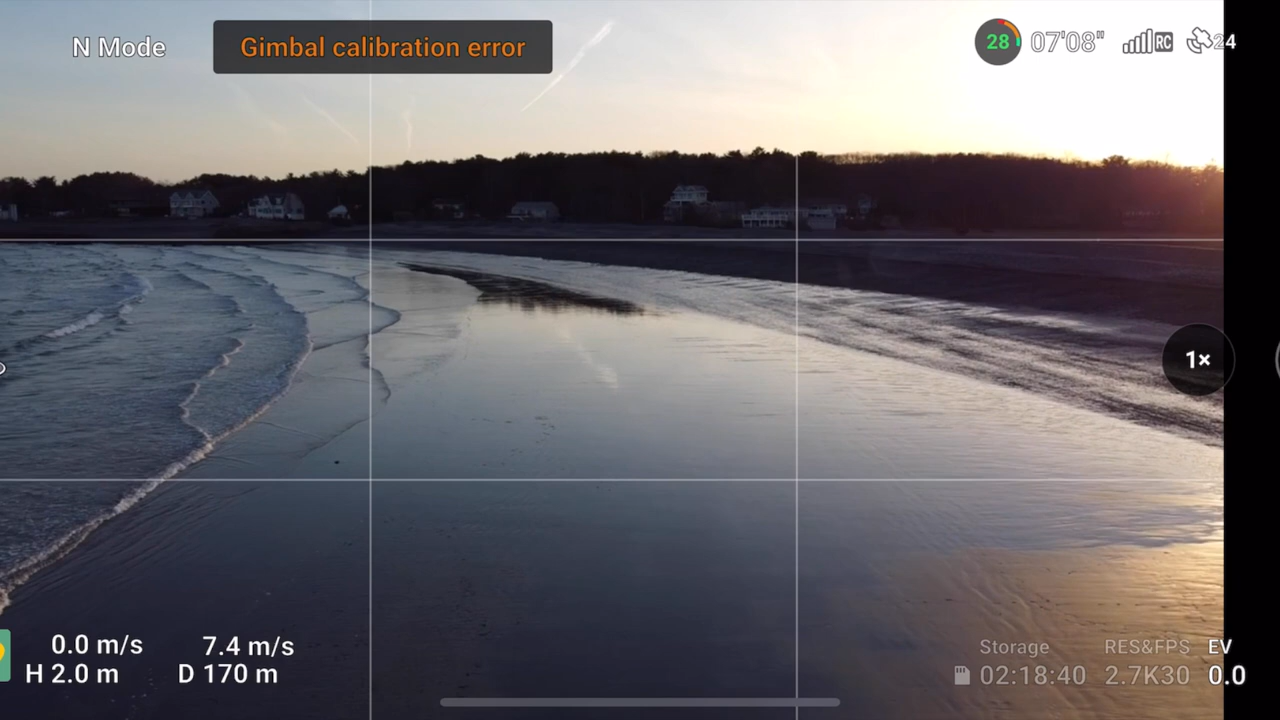 N Mode
Gimbal calibration error
28
07'08"
RC
24
1×
0.0 m/s
7.4 m/s
H 2.0 m
D 170 m
Storage
RES&FPS
EV
02:18:40
2.7K30
0.0